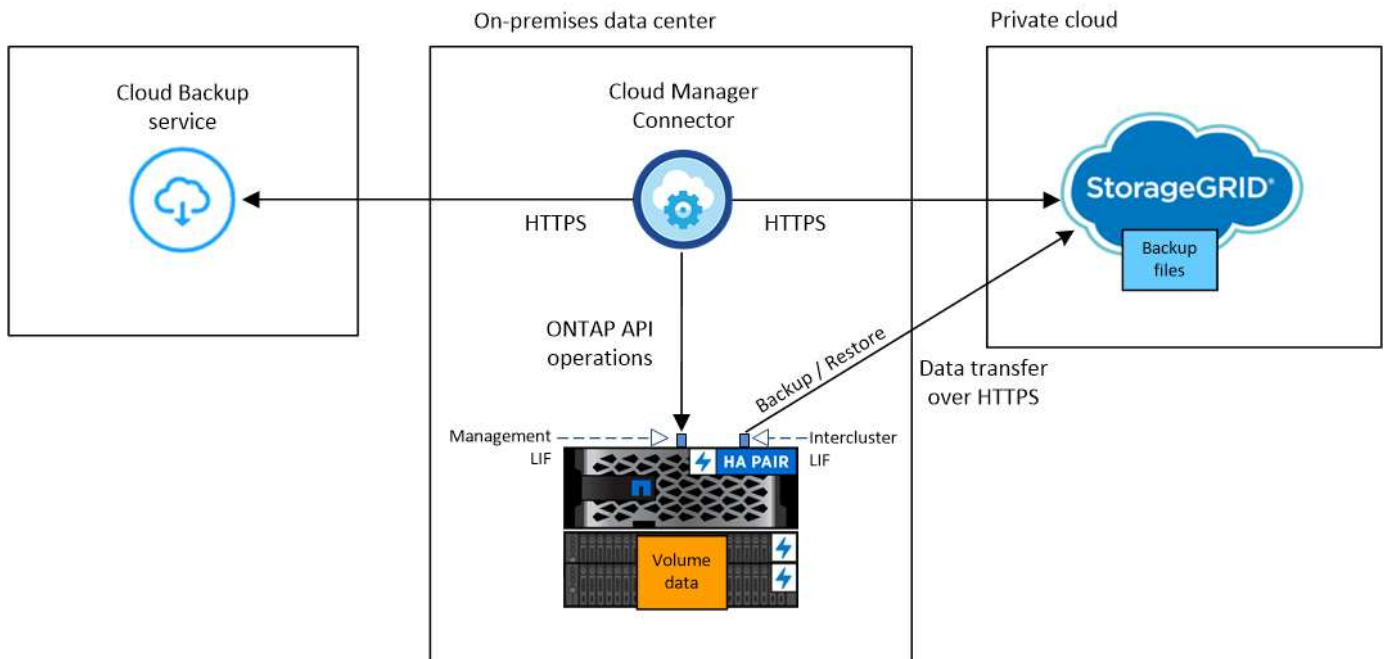 On-premises data center
Private cloud
Cloud Backup
service
Cloud Manager
Connector
HTTPS
HTTPS
StorageGRID®
Backup
files
ONTAP API
operations
Backup / Restore
Data transfer
over HTTPS
Management
LIF
Intercluster
LIF
HA PAIR
Volume
data